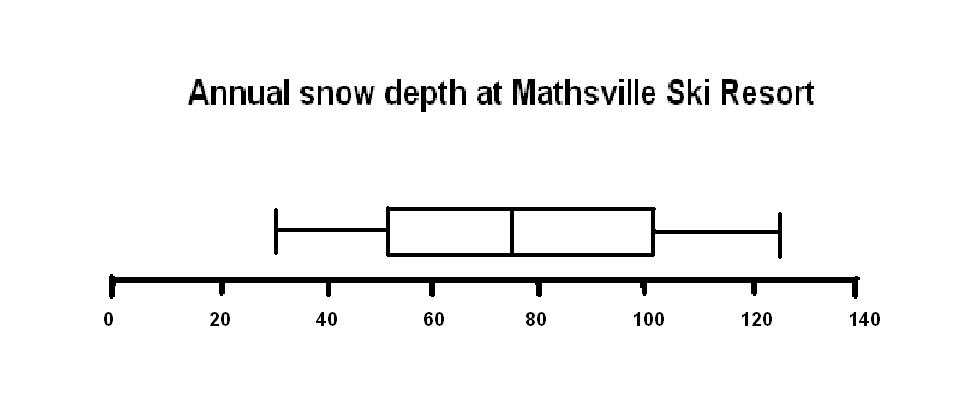 Annual snow depth at Mathsville Ski Resort
0 20 40 60 80 100 120 140